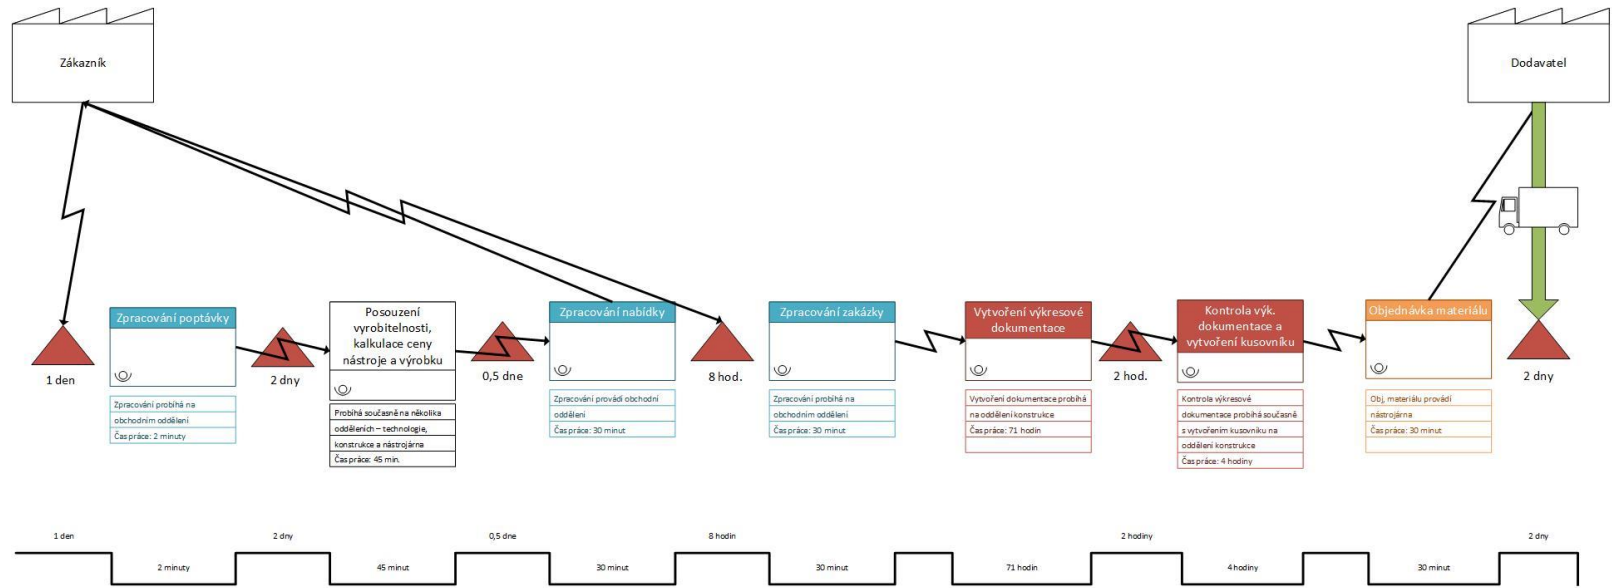 Zákazník
Dodavatel
Zpracování poptávky
Zpracování probíhá na
obchodním oddělení
Čas práce: 2 minuty
Posouzení
vyrobitelnosti,
kalkulace ceny
nástroje a výrobku
Probíhá současně na několika
odděleních – technologie,
konstrukce a nástrojárna
Čas práce: 45 min.
Zpracování nabídky
Zpracování provádí obchodní
oddělení
Čas práce: 30 minut
Zpracování zakázky
Zpracování probíhá na
obchodním oddělení
Čas práce: 30 minut
Vytvoření výkresové
dokumentace
Vytvoření dokumentace probíhá
na oddělení konstrukce
Čas práce: 71 hodin
Kontrola výk.
dokumentace a
vytvoření kusovníku
Kontrola výkresové
dokumentace probíhá současně
s vytvořením kusovníku na
oddělení konstrukce
Čas práce: 4 hodiny
Objednávka materiálu
Obj. materiálu provádí
nástrojárna
Čas práce: 30 minut
1 den
2 dny
0,5 dne
8 hod.
2 hod.
2 dny
1 den
2 dny
0,5 dne
8 hodin
2 hodiny
2 dny
2 minuty
45 minut
30 minut
30 minut
71 hodin
4 hodiny
30 minut